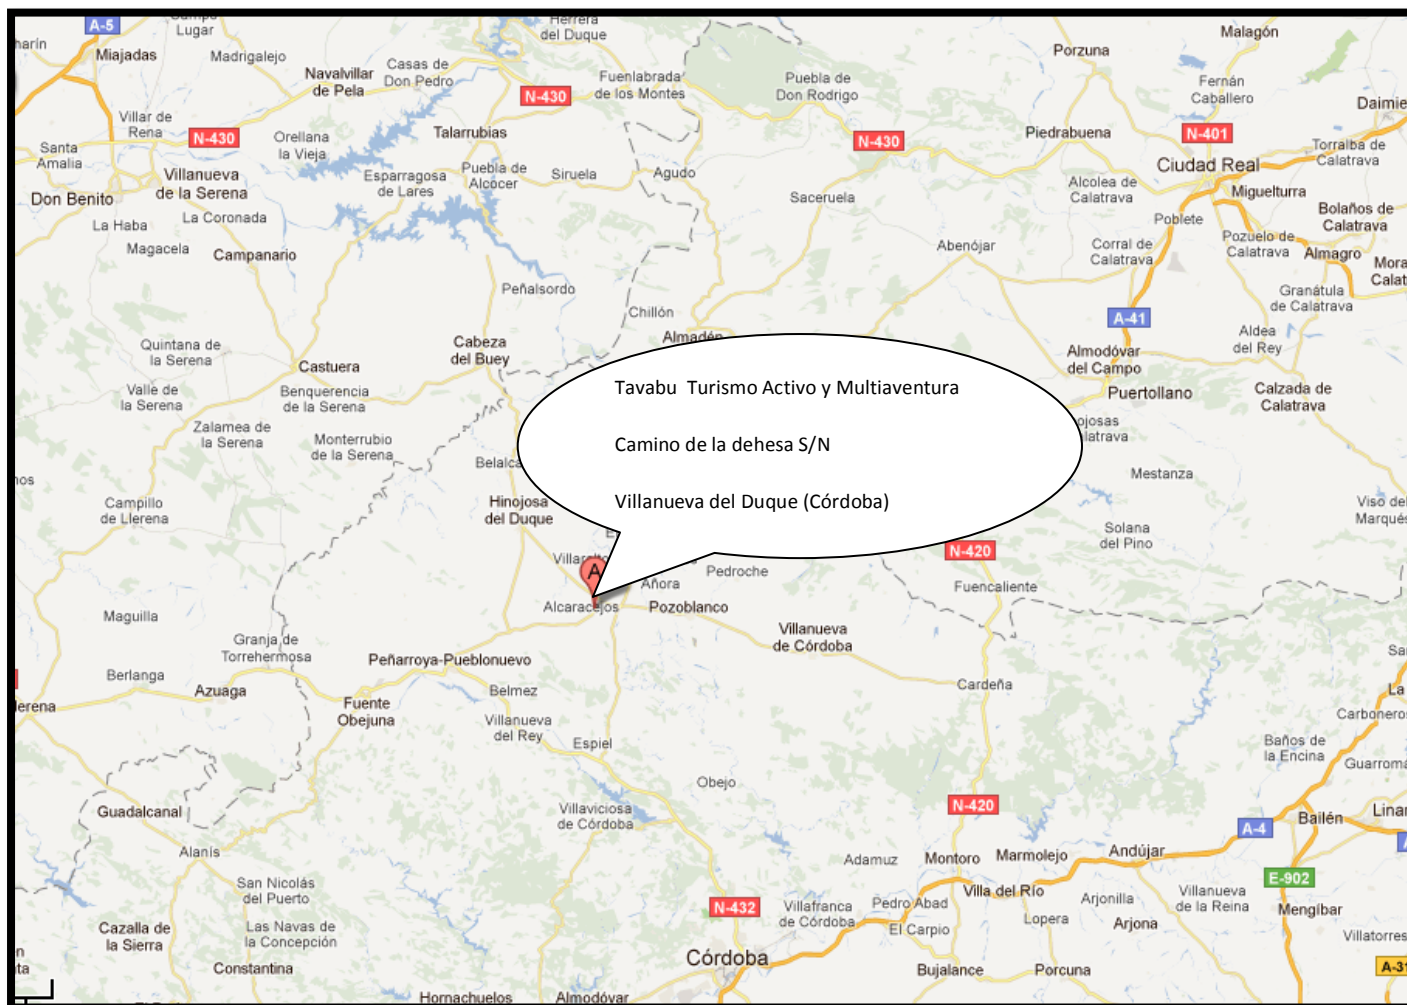 A-5
Lugar
Herrera
del Duque
Malagón
Miajadas
Madrigalejo
Casas de
Don Pedro
Porzuna
Navalvillar
de Pela
Fuenlabrada
de los Montes
Puebla de
Don Rodrigo
Fernán
Caballero
N-430
Villar de
Rena
N-430
Orellana
la Vieja
Talarrubias
N-430
Piedrabuena
N-401
Torralba de
Calatrava
Santa
Amalia
Ciudad Real
Villanueva
de la Serena
Esparragosa
de Lares
Puebla de
Alcocer
Siruela
Agudo
Saceruela
Alcolea de
Calatrava
Miguelturra
Don Benito
La Haba
La Coronada
Poblete
Bolaños de
Calatrava
Magacela
Campanario
Abenójar
Corral de
Calatrava
Pozuelo de
Calatrava
Almagro
Peñalsordo
Granátula
de Calatrava
Chillón
A-41
Almadén
Aldea
del Rey
Quintana de
la Serena
Cabeza
del Buey
Almodóvar
del Campo
Castuera
Valle de
la Serena
Benquerencia
de la Serena
Tavabu Turismo Activo y Multiaventura
Puertollano
Calzada de
Calatrava
Zalamea de
la Serena
Monterrubio
de la Serena
Camino de la dehesa S/N
Mestanza
Campillo
de Llerena
Hinojosa
del Duque
Villanueva del Duque (Córdoba)
Viso del
Marqués
Solana
del Pino
N-420
A
Añora
Pedroche
Fuencaliente
Alcaracejos
Pozoblanco
Maguilla
Villanueva
de Córdoba
Granja de
Torrehermosa
Peñarroya-Pueblonuevo
Berlanga
Azuaga
Belmez
Cardeña
Fuente
Obejuna
Villanueva
del Rey
Espiel
Baños de
la Encina
Obejo
Guadalcanal
Villaviciosa
de Córdoba
N-420
Bailén
A-4
Alanís
Adamuz
Montoro
Marmolejo
Andújar
San Nicolás
del Puerto
Villa del Río
E-902
N-432
Villafranca
de Córdoba
Pedro Abad
Arjonilla
Villanueva
de la Reina
Mengíbar
Cazalla de
la Sierra
Las Navas de
la Concepción
El Carpio
Lopera
Arjona
Córdoba
Constantina
Bujalance
Porcuna
Hornachuelos
Almodóvar